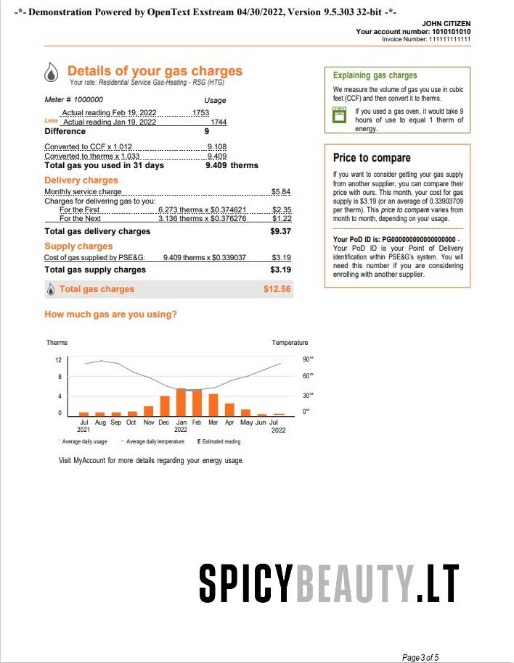 -*- Demonstration Powered by OpenText Exstream 04/30/2022, Version 9.5.303 32-bit -*-
JOHN CITIZEN
Your account number: 1010101010
Invoice Number: 111111111111
Details of your gas charges
Your rate: Residential Service Gas-Heating - RSG (HTG)
Meter # 1000000 Usage
Actual reading Feb 19, 2022 1753
Less Actual reading Jan 19, 2022 1744
Difference 9
Converted to CCF x 1.012 9.108
Converted to therms x 1.033 9.409
Total gas you used in 31 days 9.409 therms
Delivery charges
Monthly service charge $5.84
Charges for delivering gas to you:
For the First 6.273 therms x $0.374621 $2.35
For the Next 3.136 therms x $0.376276 $1.22
Total gas delivery charges $9.37
Supply charges
Cost of gas supplied by PSE&G: 9.409 therms x $0.339037 $3.19
Total gas supply charges $3.19
Total gas charges $12.56
Explaining gas charges
We measure the volume of gas you use in cubic
feet (CCF) and then convert it to therms.
If you used a gas oven, it would take 9
hours of use to equal 1 therm of
energy.
Price to compare
If you want to consider getting your gas supply
from another supplier, you can compare their
price with ours. This month, your cost for gas
supply is $3.19 (or an average of 0.33903709
per therm). This price to compare varies from
month to month, depending on your usage.
Your PoD ID is: PG000000000000000000 -
Your PoD ID is your Point of Delivery
identification within PSE&G's system. You will
need this number if you are considering
enrolling with another supplier.
How much gas are you using?
Therms Temperature
12 90°
8 60°
4 30°
0 0°
Jul Aug Sep Oct Nov Dec Jan Feb Mar Apr May Jun Jul
2021 2022 2022
Average daily usage Average daily temperature E Estimated reading
Visit MyAccount for more details regarding your energy usage.
SPICYBEAUTY.LT
Page 3 of 5